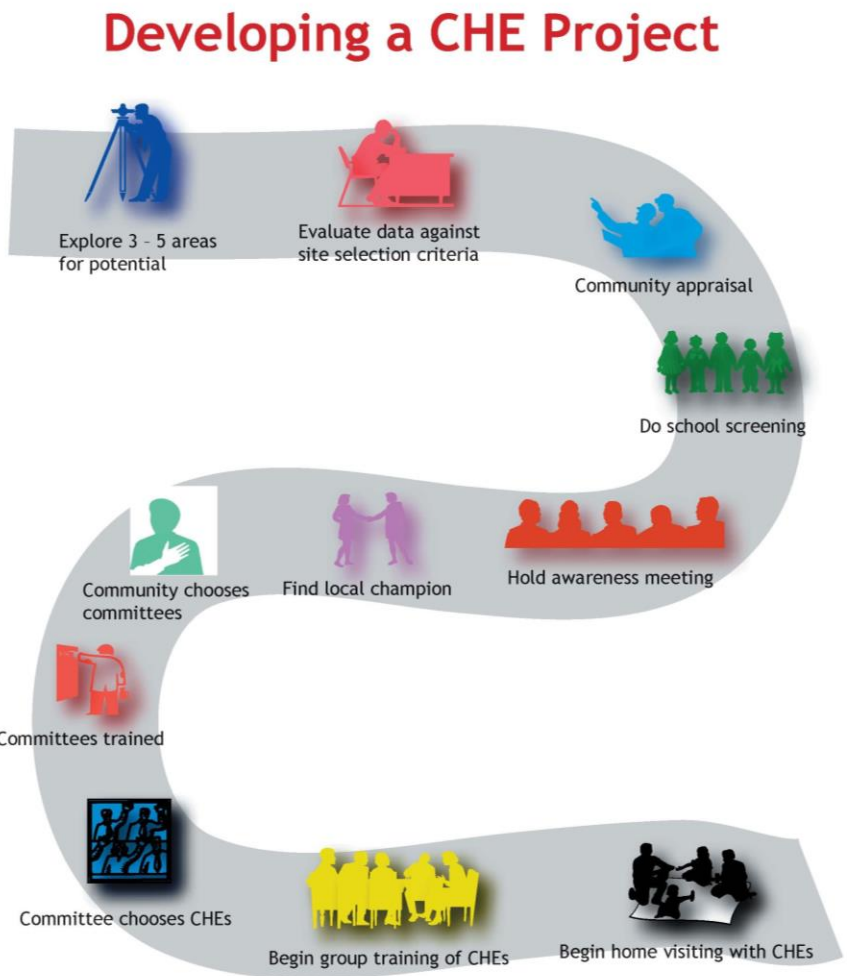 Developing a CHE Project
Explore 3 - 5 areas
for potential
Evaluate data against
site selection criteria
Community appraisal
Do school screening
Hold awareness meeting
Find local champion
Community chooses
committees
Committees trained
Committee chooses CHEs
Begin group training of CHEs
Begin home visiting with CHEs